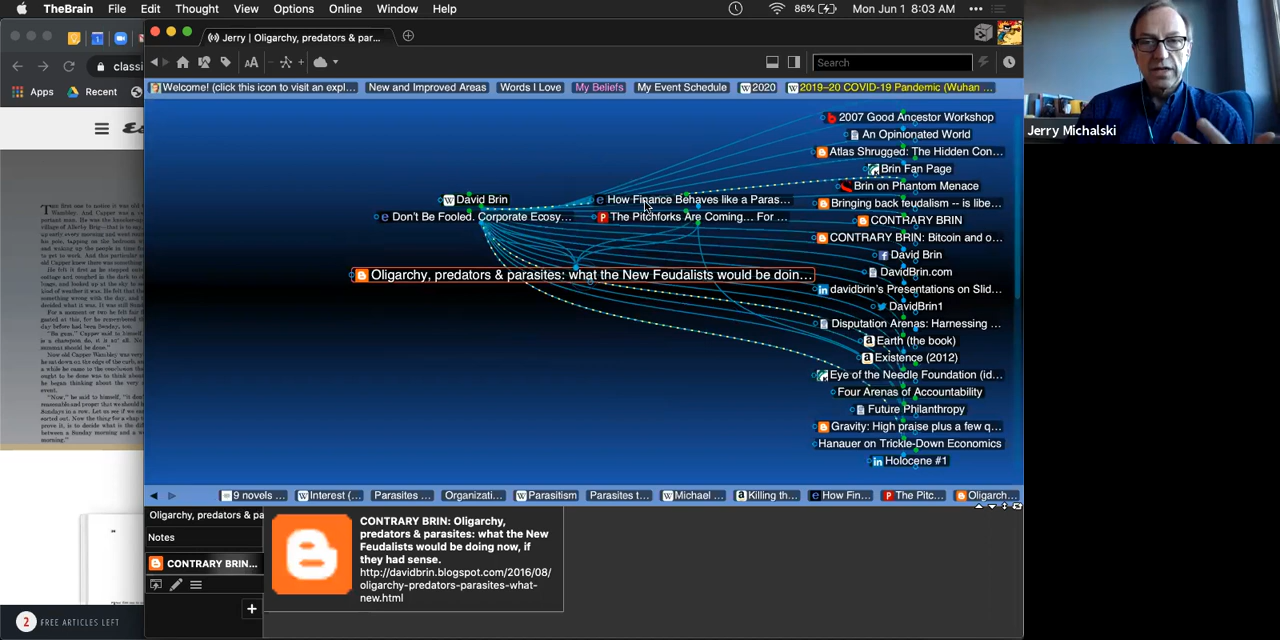 TheBrain File Edit Thought View Options Online Window Help 86% Mon Jun 1 8:03 AM
Jerry | Oligarchy, predators & par...
Search
classi
Apps Recent
Welcome! (click this icon to visit an expl... New and Improved Areas Words I Love My Beliefs My Event Schedule 2020 2019–20 COVID-19 Pandemic (Wuhan ...
Jerry Michalski
2007 Good Ancestor Workshop
An Opinionated World
Atlas Shrugged: The Hidden Con...
Brin Fan Page
Brin on Phantom Menace
Bringing back feudalism -- is libe...
CONTRARY BRIN
CONTRARY BRIN: Bitcoin and o...
David Brin
DavidBrin.com
davidbrin's Presentations on Slid...
DavidBrin1
Disputation Arenas: Harnessing ...
Earth (the book)
Existence (2012)
Eye of the Needle Foundation (id...
Four Arenas of Accountability
Future Philanthropy
Gravity: High praise plus a few q...
Hanauer on Trickle-Down Economics
Holocene #1
David Brin
How Finance Behaves like a Paras...
Don't Be Fooled. Corporate Ecosy...
The Pitchforks Are Coming... For ...
Oligarchy, predators & parasites: what the New Feudalists would be doin...
9 novels ... Interest (... Parasites ... Organizati... Parasitism Parasites t... Michael ... Killing th... How Fin... The Pitc... Oligarch...
Oligarchy, predators & pa
Notes
CONTRARY BRIN...
CONTRARY BRIN: Oligarchy,
predators & parasites: what the New
Feudalists would be doing now, if
they had sense.
http://davidbrin.blogspot.com/2016/08/
oligarchy-predators-parasites-what-
new.html
2 FREE ARTICLES LEFT